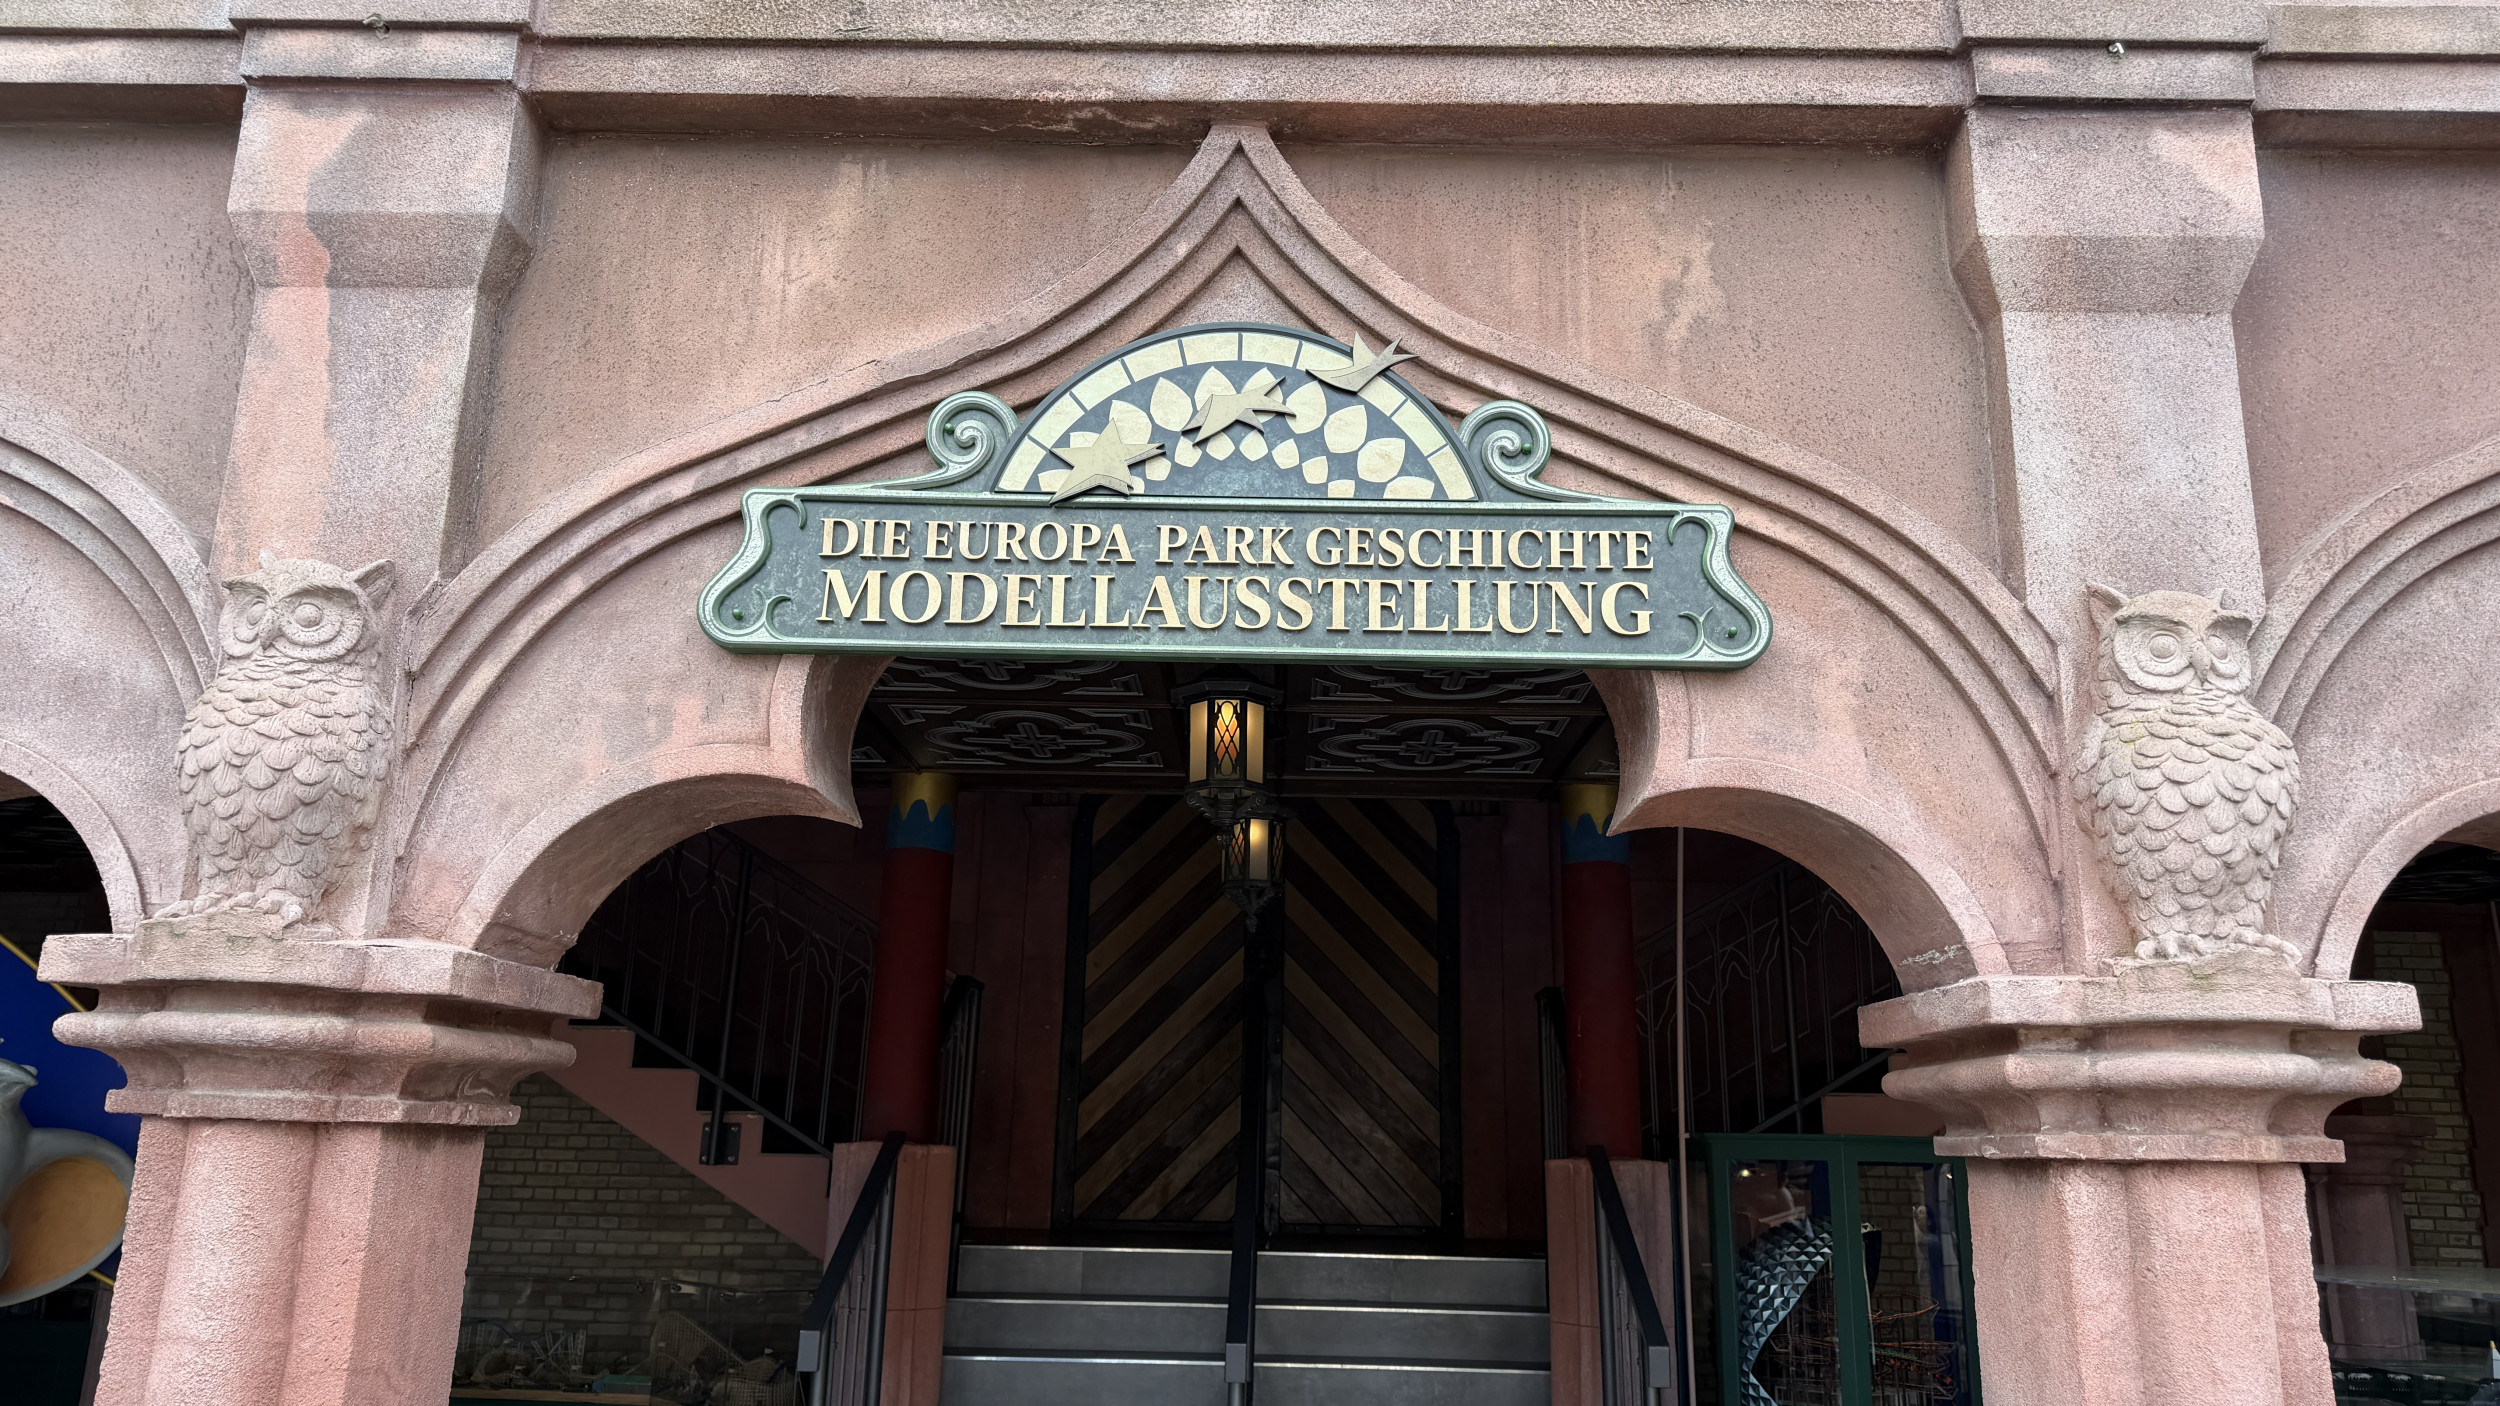 DIE EUROPA PARK GESCHICHTE
MODELLAUSSTELLUNG